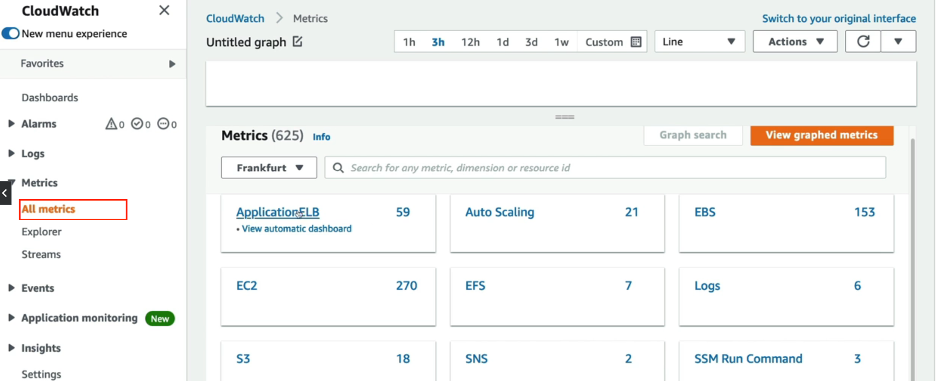 CloudWatch
New menu experience
Favorites
Dashboards
Alarms 0 0 0
Logs
Metrics
All metrics
Explorer
Streams
Events
Application monitoring New
Insights
Settings
CloudWatch > Metrics
Switch to your original interface
Untitled graph
1h 3h 12h 1d 3d 1w Custom Line Actions
Metrics (625) Info
Graph search View graphed metrics
Frankfurt Search for any metric, dimension or resource id
ApplicationELB 59
• View automatic dashboard
Auto Scaling 21
EBS 153
EC2 270
EFS 7
Logs 6
S3 18
SNS 2
SSM Run Command 3